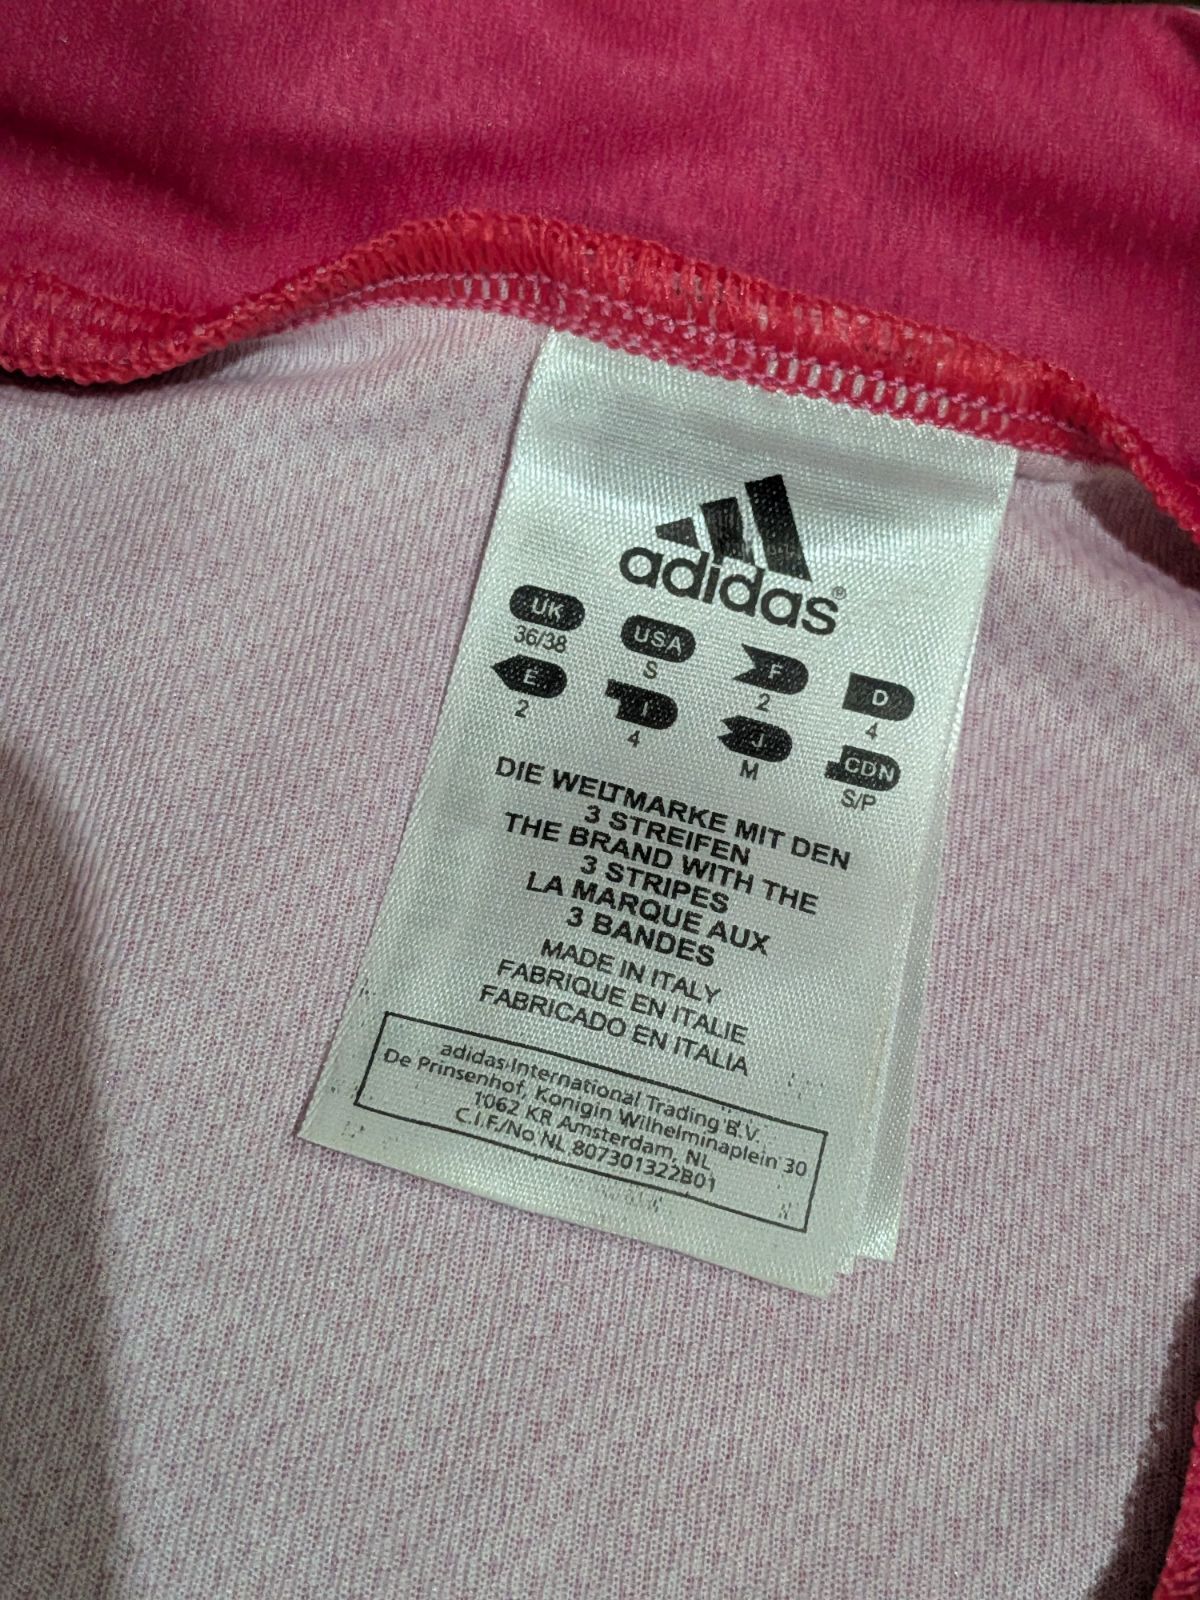 adidas®
UK USA F D
36/38 S 2 4
E I J CDN
2 4 M S/P
DIE WELTMARKE MIT DEN
3 STREIFEN
THE BRAND WITH THE
3 STRIPES
LA MARQUE AUX
3 BANDES
MADE IN ITALY
FABRIQUE EN ITALIE
FABRICADO EN ITALIA
adidas International Trading B.V.
De Prinsenhof, Konigin Wilhelminaplein 30
1062 KR Amsterdam, NL
C.I.F./No NL 807301322B01